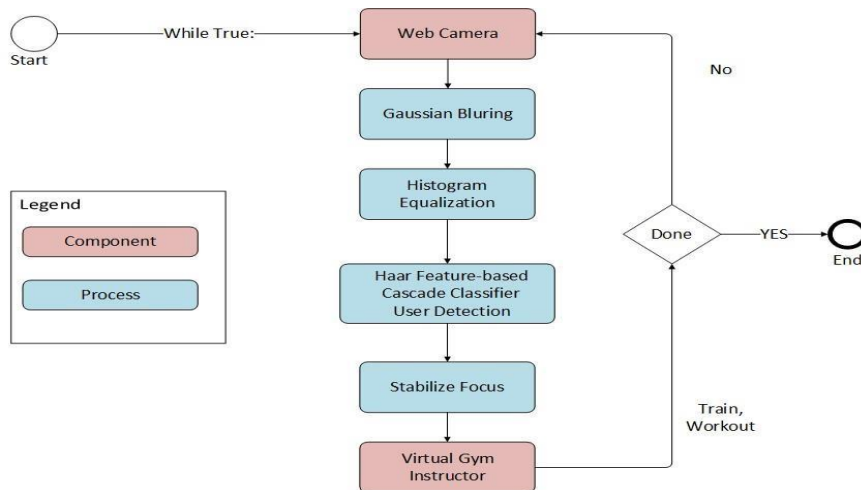 Start
While True:
Web Camera
No
Gaussian Bluring
Histogram
Equalization
Legend
Component
Process
Haar Feature-based
Cascade Classifier
User Detection
Done
YES
End
Stabilize Focus
Train,
Workout
Virtual Gym
Instructor